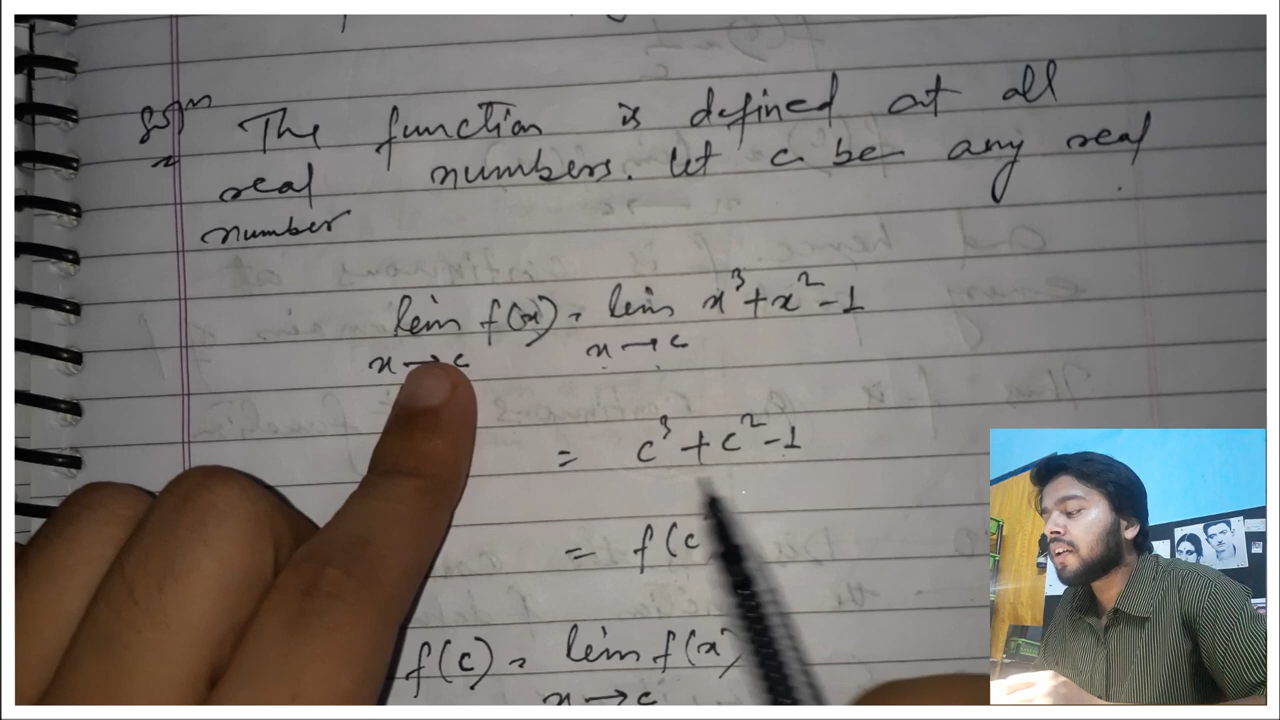 Solⁿ The function is defined at all
real numbers. let c be any real
number
lim f(x) = lim x³+x²-1
x→c x→c
= c³+c²-1
= f(c
f(c) = lim f(x)
x→c